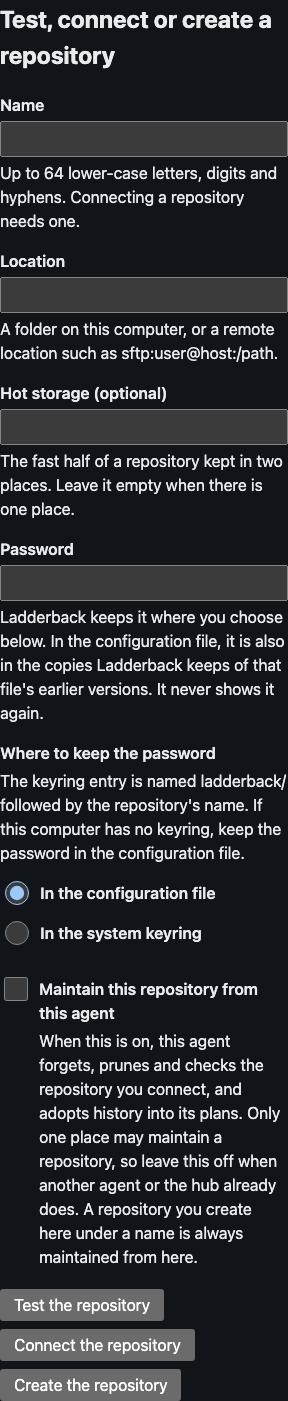 Test, connect or create a
repository
Name
Up to 64 lower-case letters, digits and
hyphens. Connecting a repository
needs one.
Location
A folder on this computer, or a remote
location such as sftp:user@host:/path.
Hot storage (optional)
The fast half of a repository kept in two
places. Leave it empty when there is
one place.
Password
Ladderback keeps it where you choose
below. In the configuration file, it is also
in the copies Ladderback keeps of that
file's earlier versions. It never shows it
again.
Where to keep the password
The keyring entry is named ladderback/
followed by the repository's name. If
this computer has no keyring, keep the
password in the configuration file.
In the configuration file
In the system keyring
Maintain this repository from
this agent
When this is on, this agent
forgets, prunes and checks the
repository you connect, and
adopts history into its plans. Only
one place may maintain a
repository, so leave this off when
another agent or the hub already
does. A repository you create
here under a name is always
maintained from here.
Test the repository
Connect the repository
Create the repository